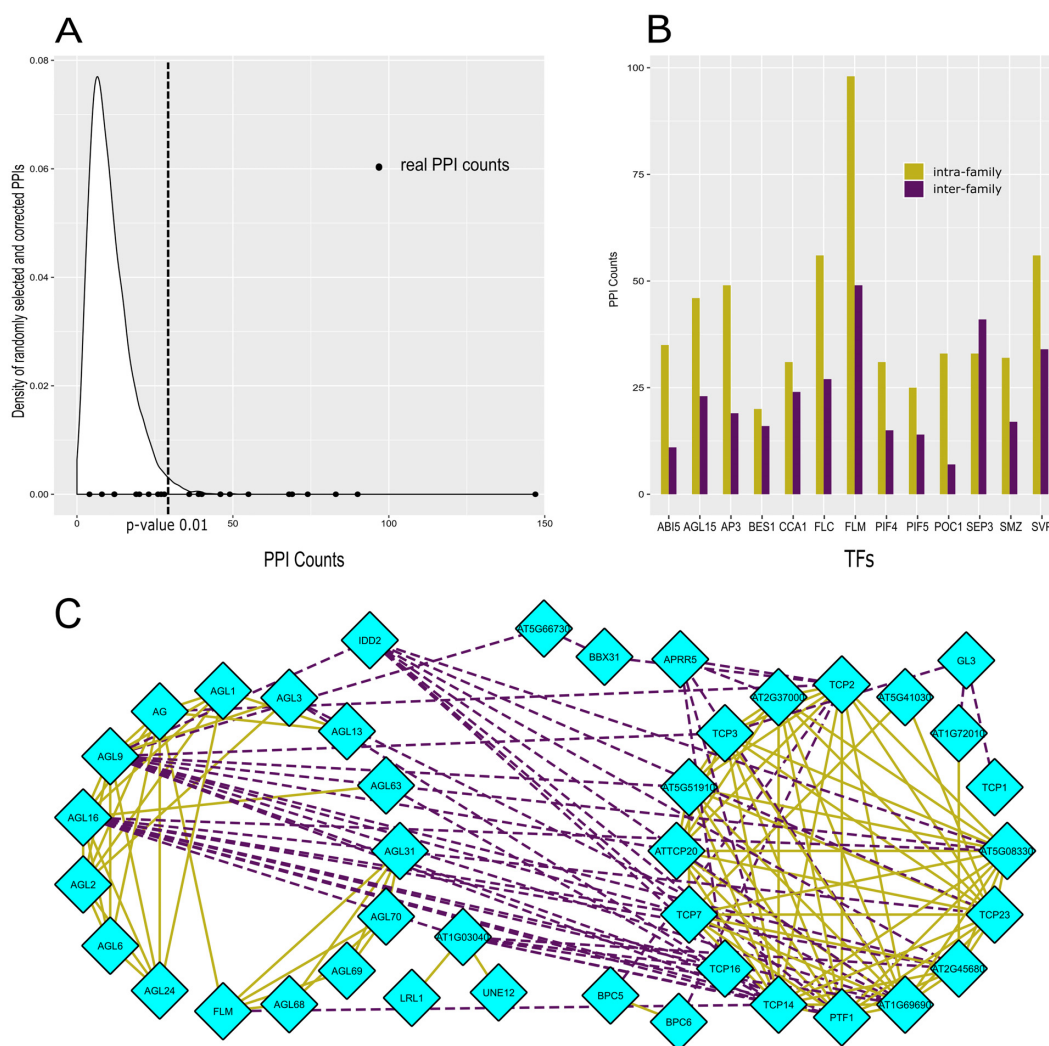 A
B
0.08
0.06
0.04
0.02
0.00
Density of randomly selected and corrected PPIs
real PPI counts
0
50
100
150
p-value 0.01
PPI Counts
100
75
50
25
0
PPI Counts
intra-family
inter-family
ABI5 AGL15 AP3 BES1 CCA1 FLC FLM PIF4 PIF5 POC1 SEP3 SMZ SVP
TFs
C
IDD2
AT5G66730
BBX31
APRR5
GL3
AG
AGL1
AGL3
AGL13
AT2G37000
TCP2
AT5G41030
AT1G72010
TCP3
AGL9
AGL63
AT5G51910
TCP1
AGL16
AGL31
ATTCP20
AT5G08330
AGL2
AGL70
TCP7
TCP23
AGL6
AT1G03040
AGL69
TCP16
AT2G45680
AGL24
FLM
AGL68
LRL1
UNE12
BPC5
BPC6
TCP14
PTF1
AT1G69690